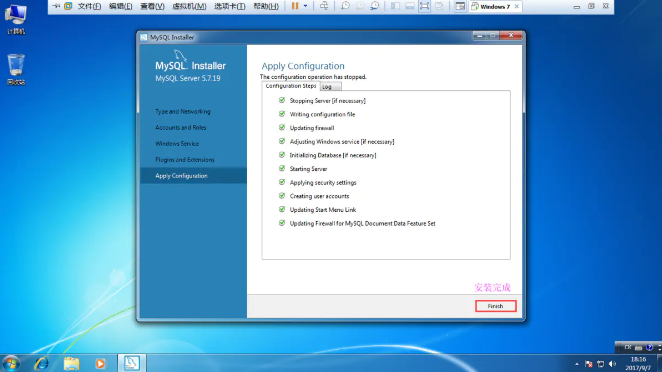 文件(F) 编辑(E) 查看(V) 虚拟机(M) 选项卡(T) 帮助(H)
Windows 7
计算机
回收站
MySQL Installer
MySQL. Installer
MySQL Server 5.7.19
Type and Networking
Accounts and Roles
Windows Service
Plugins and Extensions
Apply Configuration
Apply Configuration
The configuration operation has stopped.
Configuration Steps Log
Stopping Server [if necessary]
Writing configuration file
Updating firewall
Adjusting Windows service [if necessary]
Initializing Database [if necessary]
Starting Server
Applying security settings
Creating user accounts
Updating Start Menu Link
Updating Firewall for MySQL Document Data Feature Set
安装完成
Finish
18:16
2017/9/7